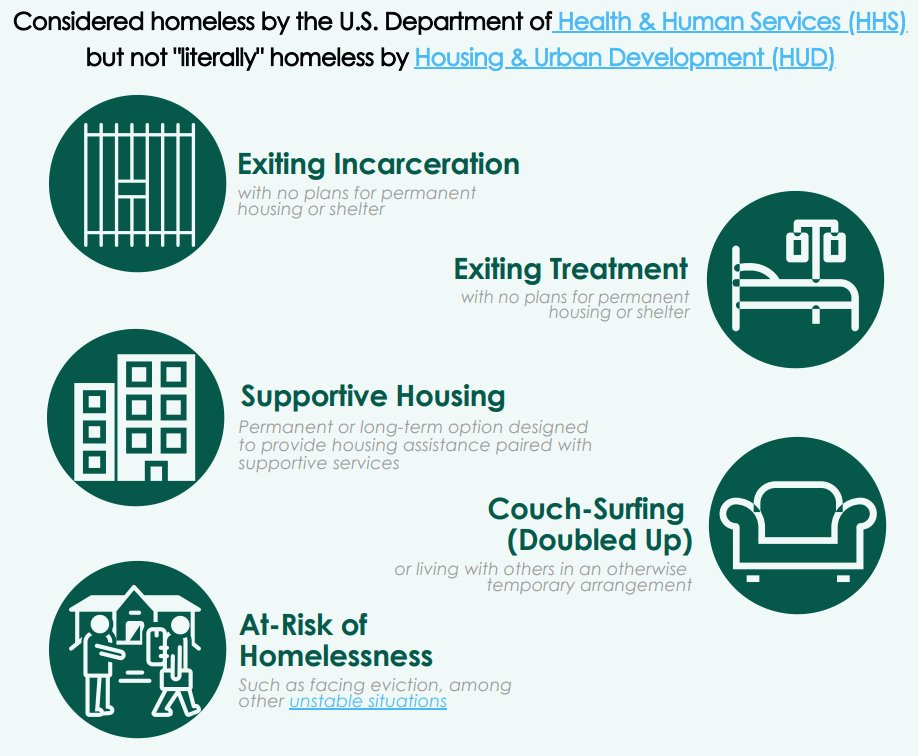 Considered homeless by the U.S. Department of Health & Human Services (HHS)
but not "literally" homeless by Housing & Urban Development (HUD)
Exiting Incarceration
with no plans for permanent
housing or shelter
Exiting Treatment
with no plans for permanent
housing or shelter
Supportive Housing
Permanent or long-term option designed
to provide housing assistance paired with
supportive services
Couch-Surfing
(Doubled Up)
or living with others in an otherwise
temporary arrangement
At-Risk of
Homelessness
Such as facing eviction, among
other unstable situations